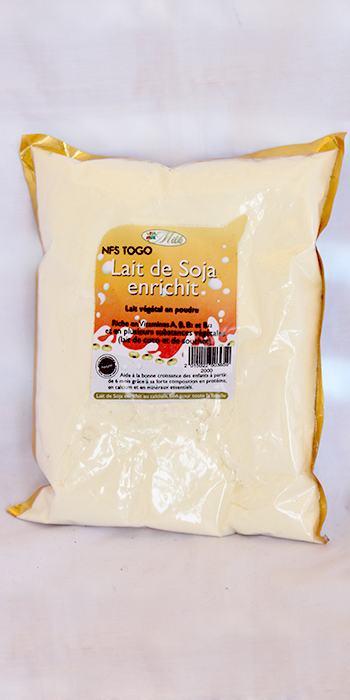 Milk
NFS TOGO
Lait de Soja
enrichit
Lait végétal en poudre
Riche en Vitamines A, B, B2 et B12
et en plusieurs substances végétale
(lait de coco et de souchet)
2000
Aide à la bonne croissance des enfants à partir
de 6 mois grâce à sa forte composition en protéines,
en calcium et en minéraux essentiels.
Lait de Soja enrichit au calcium, bon pour toute la famille